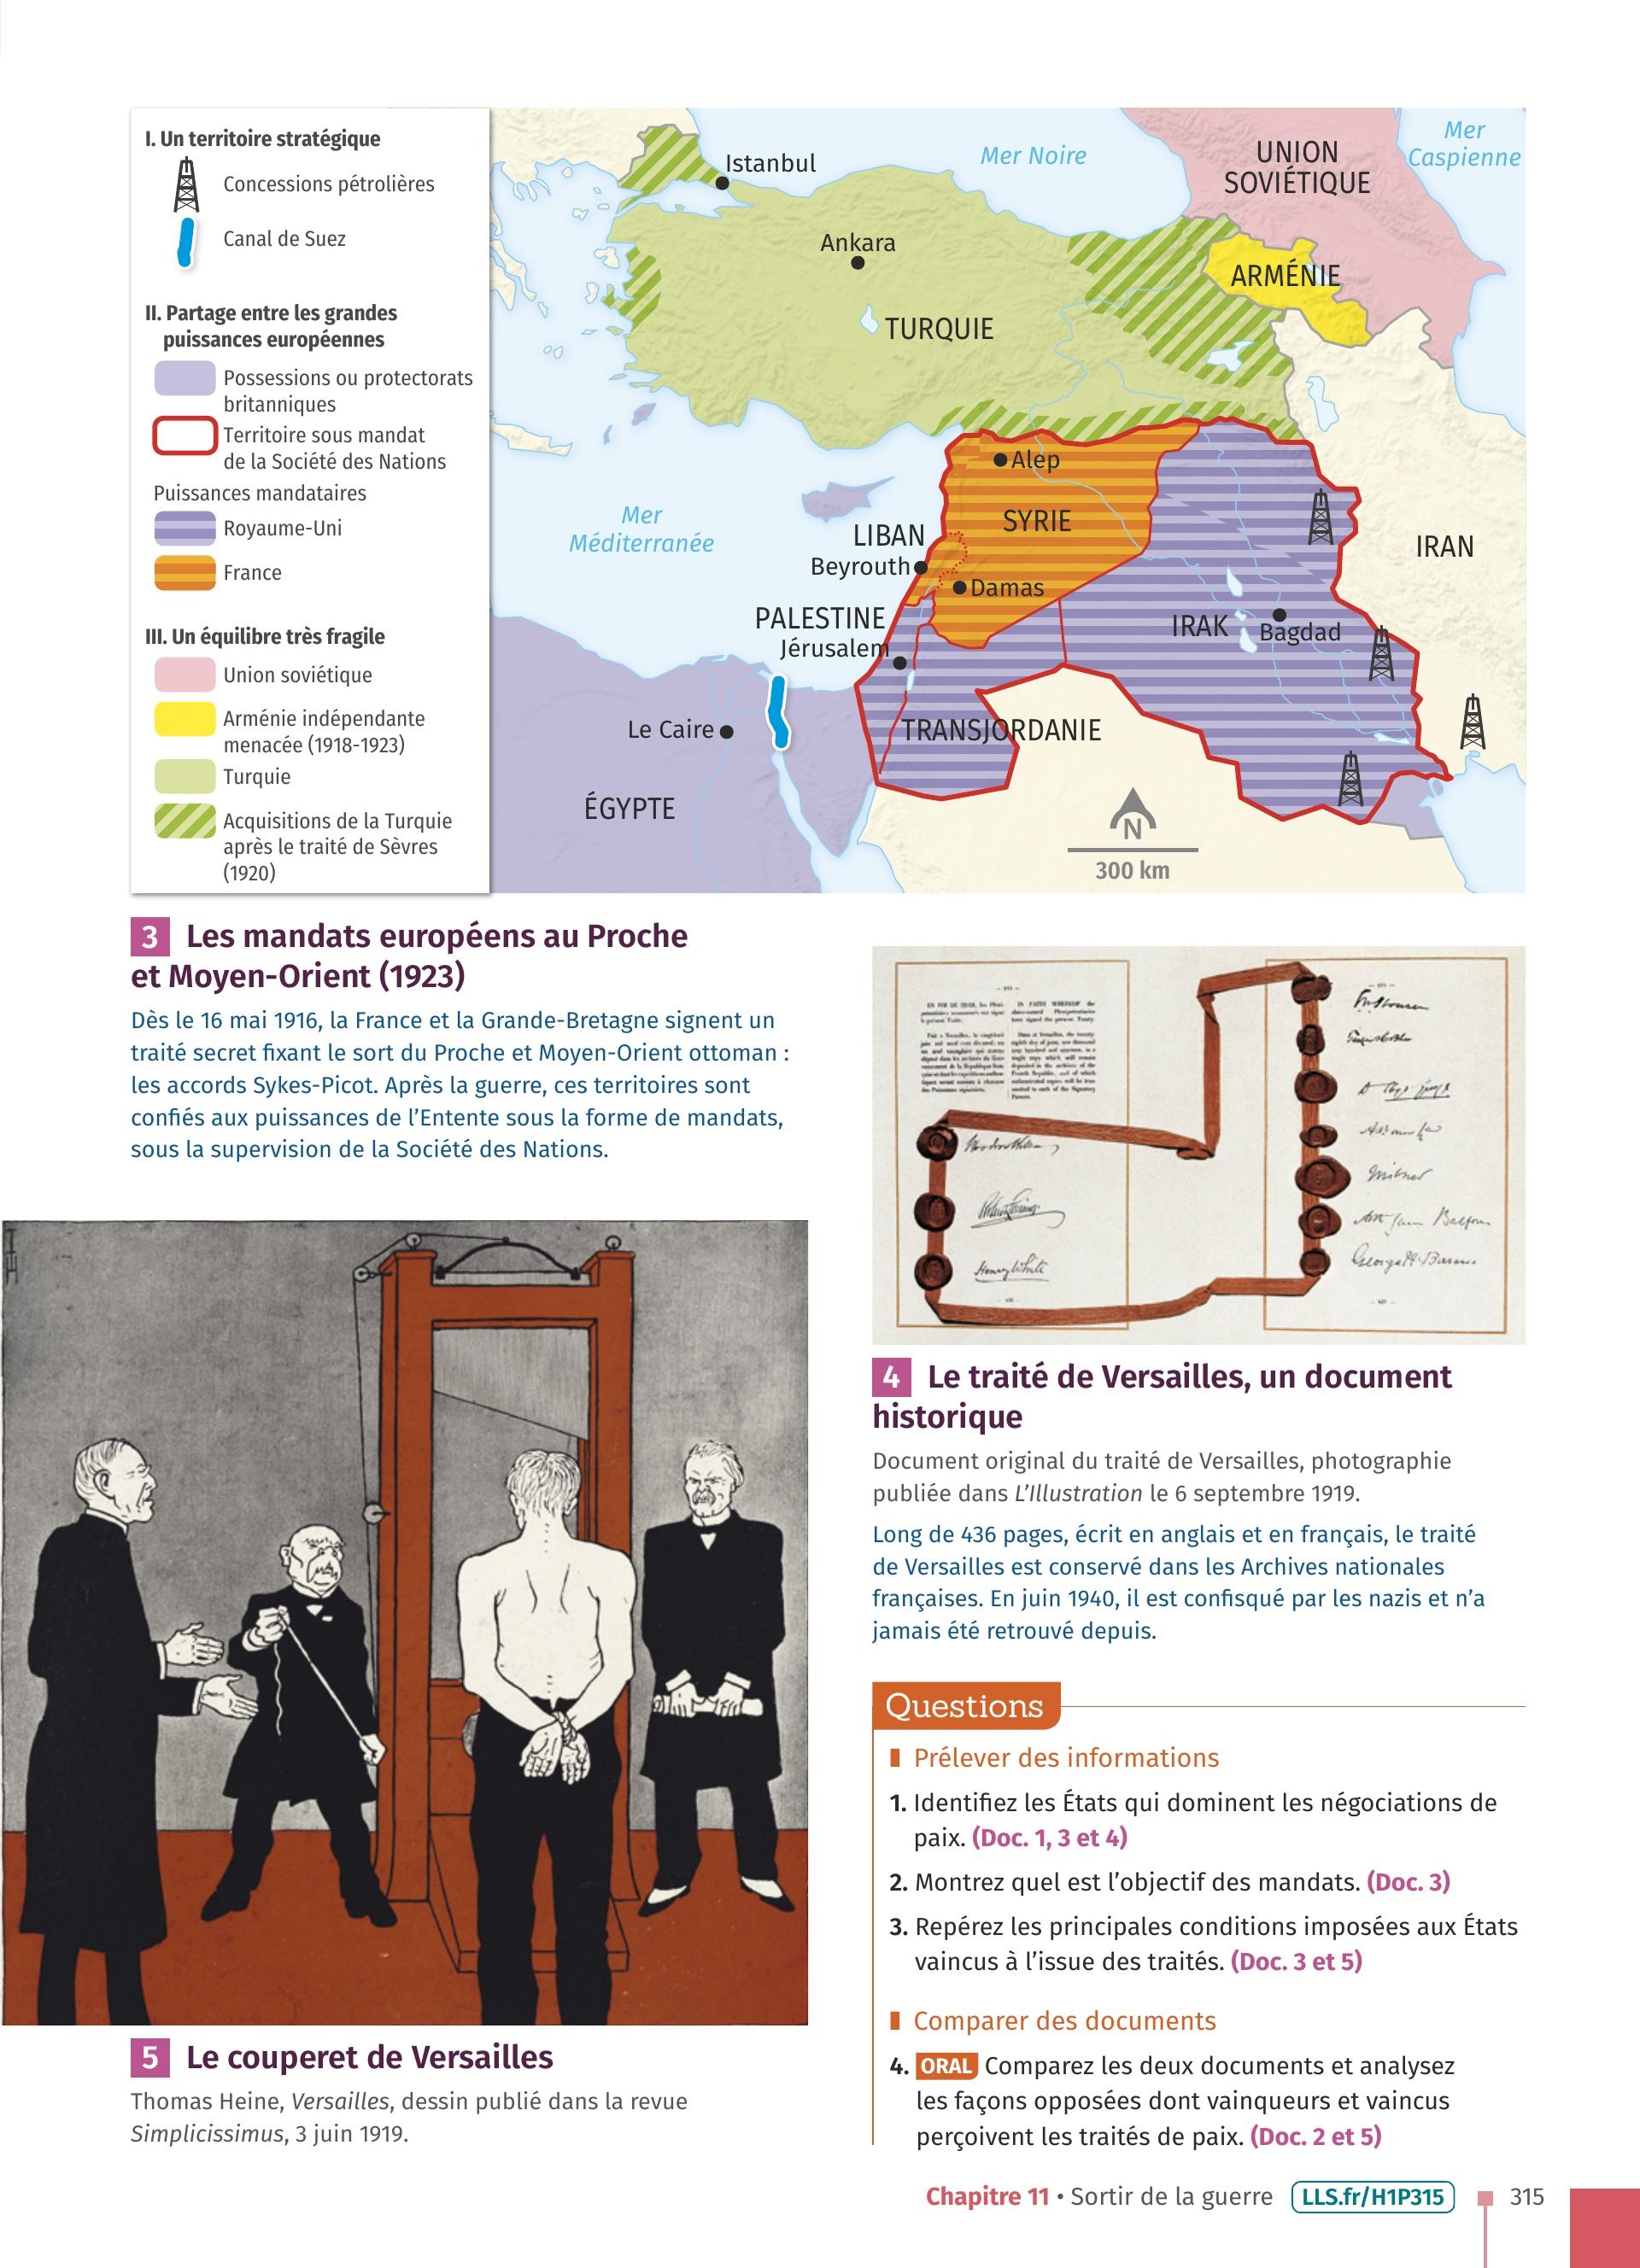 I. Un territoire stratégique
Concessions pétrolières
Canal de Suez
II. Partage entre les grandes
puissances européennes
Possessions ou protectorats
britanniques
Territoire sous mandat
de la Société des Nations
Puissances mandataires
Royaume-Uni
France
III. Un équilibre très fragile
Union soviétique
Arménie indépendante
menacée (1918-1923)
Turquie
Acquisitions de la Turquie
après le traité de Sèvres
(1920)
Mer
Caspienne
UNION
SOVIÉTIQUE
Mer Noire
Istanbul
Ankara
ARMÉNIE
TURQUIE
Alep
SYRIE
Mer
Méditerranée
LIBAN
Beyrouth
Damas
IRAN
PALESTINE
Jérusalem
IRAK
Bagdad
Le Caire
TRANSJORDANIE
ÉGYPTE
N
300 km
3 Les mandats européens au Proche
et Moyen-Orient (1923)
Dès le 16 mai 1916, la France et la Grande-Bretagne signent un
traité secret fixant le sort du Proche et Moyen-Orient ottoman :
les accords Sykes-Picot. Après la guerre, ces territoires sont
confiés aux puissances de l'Entente sous la forme de mandats,
sous la supervision de la Société des Nations.
Henry White
4 Le traité de Versailles, un document
historique
Document original du traité de Versailles, photographie
publiée dans L'Illustration le 6 septembre 1919.
Long de 436 pages, écrit en anglais et en français, le traité
de Versailles est conservé dans les Archives nationales
françaises. En juin 1940, il est confisqué par les nazis et n'a
jamais été retrouvé depuis.
5 Le couperet de Versailles
Thomas Heine, Versailles, dessin publié dans la revue
Simplicissimus, 3 juin 1919.
Questions
Prélever des informations
1. Identifiez les États qui dominent les négociations de
paix. (Doc. 1, 3 et 4)
2. Montrez quel est l'objectif des mandats. (Doc. 3)
3. Repérez les principales conditions imposées aux États
vaincus à l'issue des traités. (Doc. 3 et 5)
Comparer des documents
4. ORAL Comparez les deux documents et analysez
les façons opposées dont vainqueurs et vaincus
perçoivent les traités de paix. (Doc. 2 et 5)
Chapitre 11 • Sortir de la guerre LLS.fr/H1P315 315